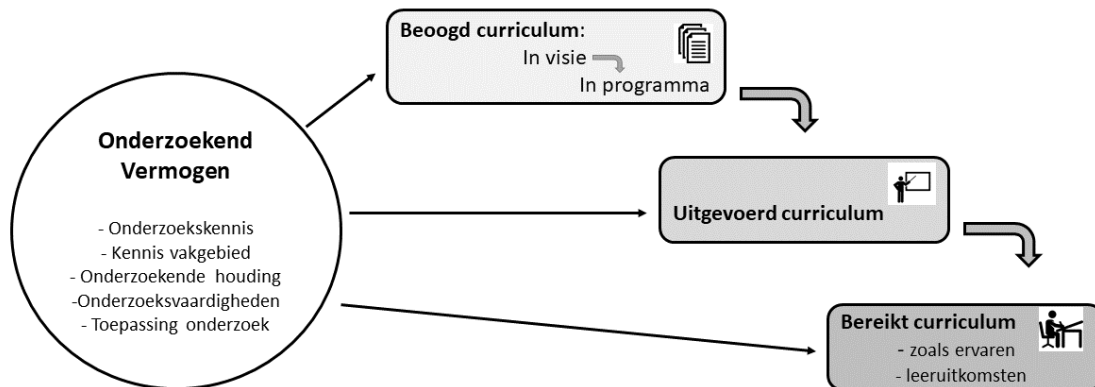 Onderzoekend
Vermogen
- Onderzoekskennis
- Kennis vakgebied
- Onderzoekende houding
-Onderzoeksvaardigheden
- Toepassing onderzoek
Beoogd curriculum:
In visie
In programma
Uitgevoerd curriculum
Bereikt curriculum
- zoals ervaren
- leeruitkomsten